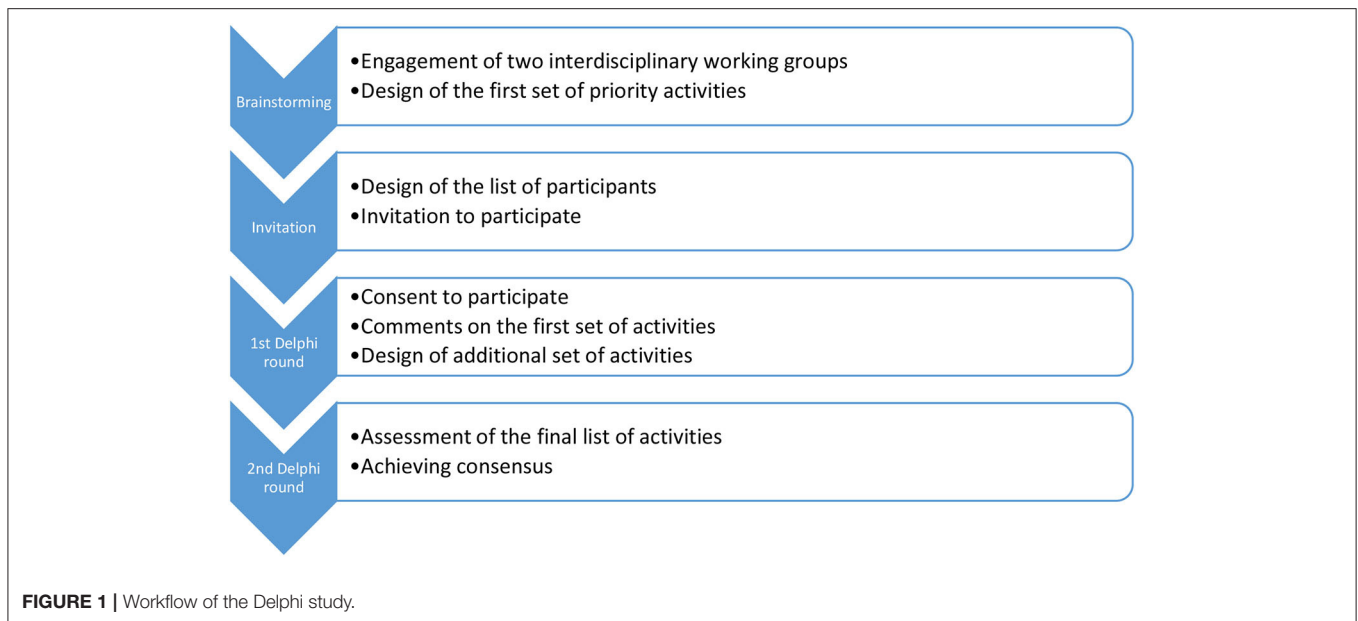 Brainstorming
•Engagement of two interdisciplinary working groups
•Design of the first set of priority activities
Invitation
•Design of the list of participants
•Invitation to participate
1st Delphi
round
•Consent to participate
•Comments on the first set of activities
•Design of additional set of activities
2nd Delphi
round
•Assessment of the final list of activities
•Achieving consensus
FIGURE 1 | Workflow of the Delphi study.